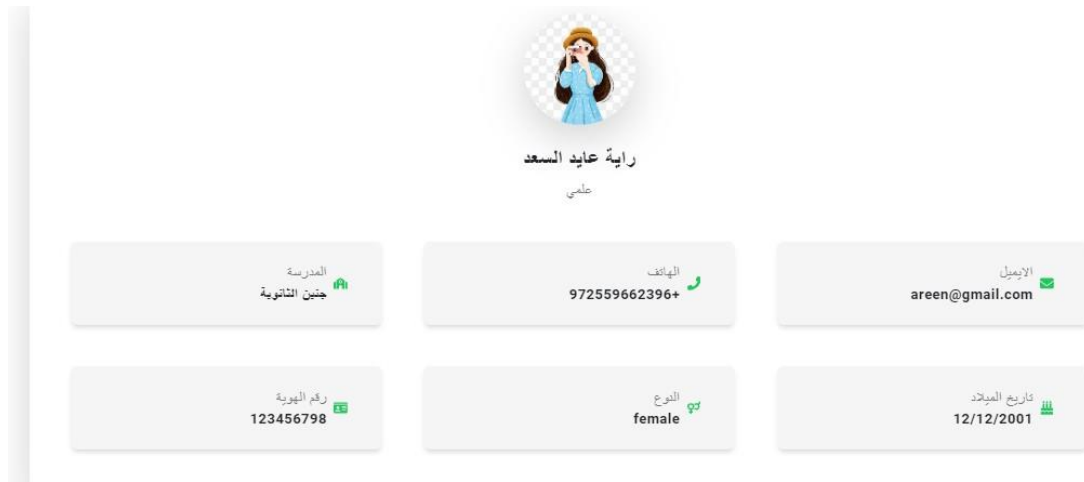 راية عايد السعد
علمي
الايميل
areen@gmail.com
الهاتف
972559662396+
المدرسة
جنين الثانوية
تاريخ الميلاد
12/12/2001
النوع
female
رقم الهوية
123456798